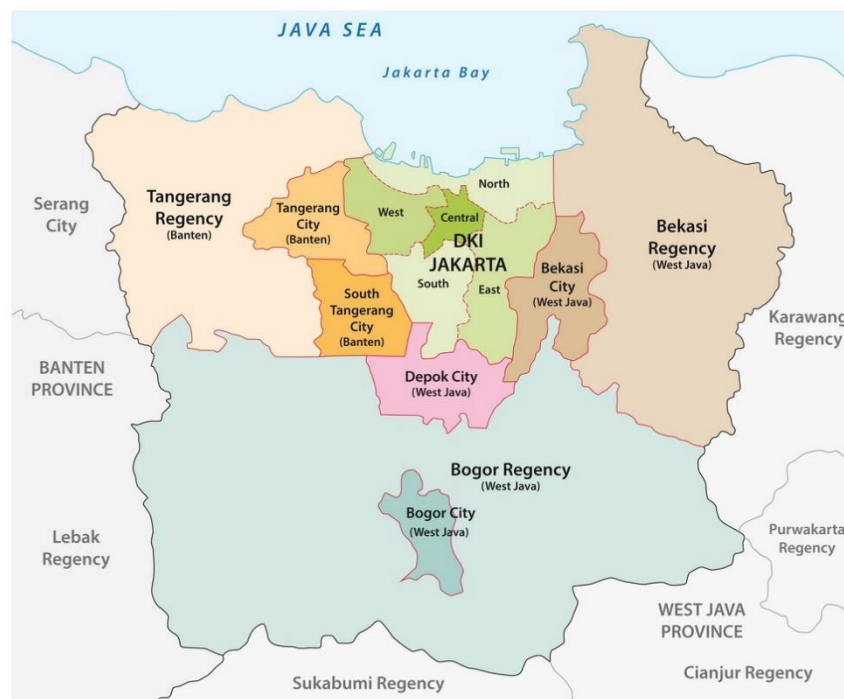 JAVA SEA
Jakarta Bay
North
Tangerang
Regency
(Banten)
Serang
City
Tangerang
City
(Banten)
West
Central
DKI
JAKARTA
South
East
Bekasi
City
(West Java)
Bekasi
Regency
(West Java)
South
Tangerang
City
(Banten)
Karawang
Regency
BANTEN
PROVINCE
Depok City
(West Java)
Bogor Regency
(West Java)
Bogor City
(West Java)
Lebak
Regency
Purwakarta
Regency
WEST JAVA
PROVINCE
Sukabumi Regency
Cianjur Regency